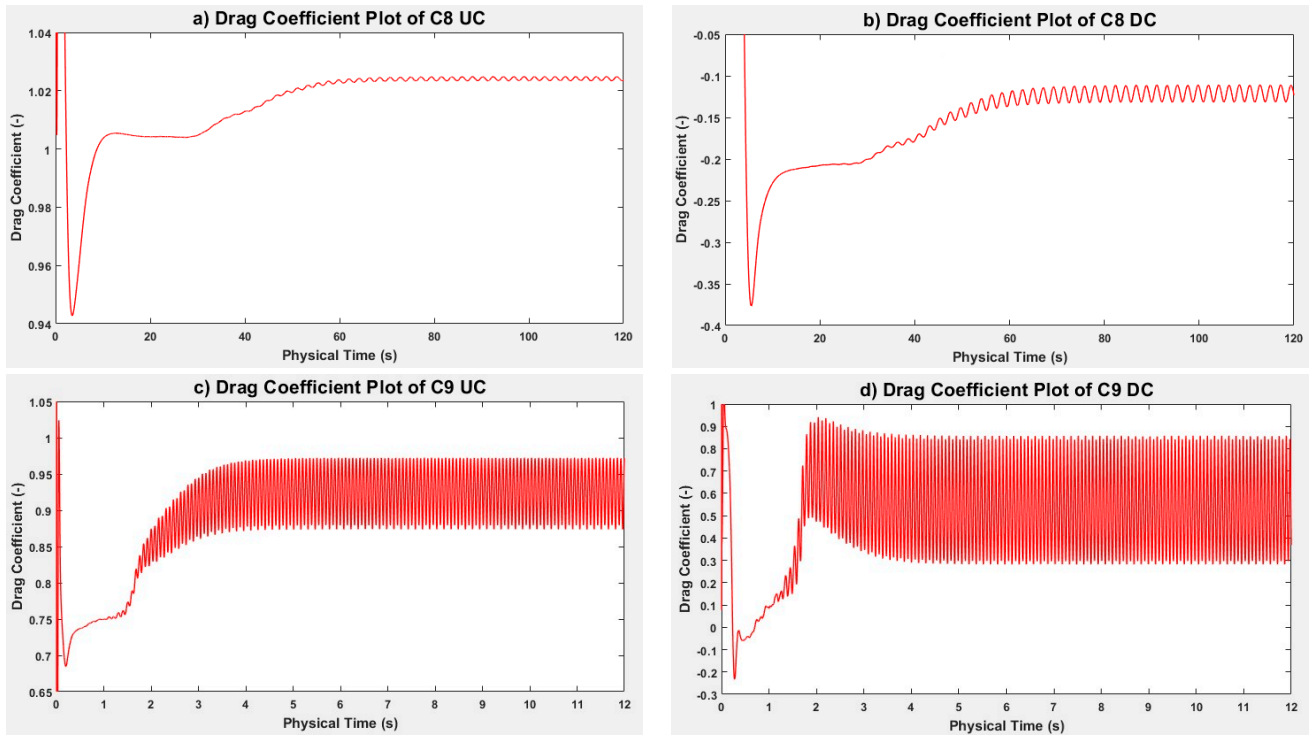 a) Drag Coefficient Plot of C8 UC
1.04
1.02
1
0.98
0.96
0.94
Drag Coefficient (-)
0 20 40 60 80 100 120
Physical Time (s)
b) Drag Coefficient Plot of C8 DC
-0.05
-0.1
-0.15
-0.2
-0.25
-0.3
-0.35
-0.4
Drag Coefficient (-)
0 20 40 60 80 100 120
Physical Time (s)
c) Drag Coefficient Plot of C9 UC
1.05
1
0.95
0.9
0.85
0.8
0.75
0.7
0.65
Drag Coefficient (-)
0 1 2 3 4 5 6 7 8 9 10 11 12
Physical Time (s)
d) Drag Coefficient Plot of C9 DC
1
0.9
0.8
0.7
0.6
0.5
0.4
0.3
0.2
0.1
0
-0.1
-0.2
-0.3
Drag Coefficient (-)
0 1 2 3 4 5 6 7 8 9 10 11 12
Physical Time (s)